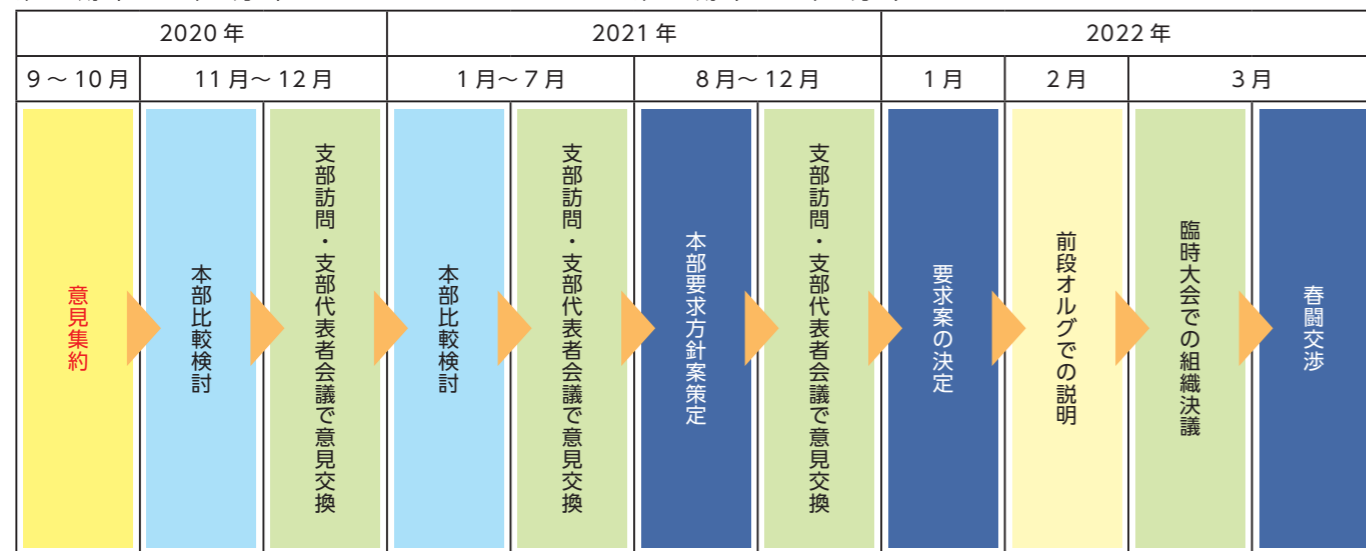 2020年
2021年
2022年
9～10月
11月～12月
1月～7月
8月～12月
1月
2月
3月
意見集約
本部比較検討
支部訪問・支部代表者会議で意見交換
本部比較検討
支部訪問・支部代表者会議で意見交換
本部要求方針案策定
支部訪問・支部代表者会議で意見交換
要求案の決定
前段オルグでの説明
臨時大会での組織決議
春闘交渉